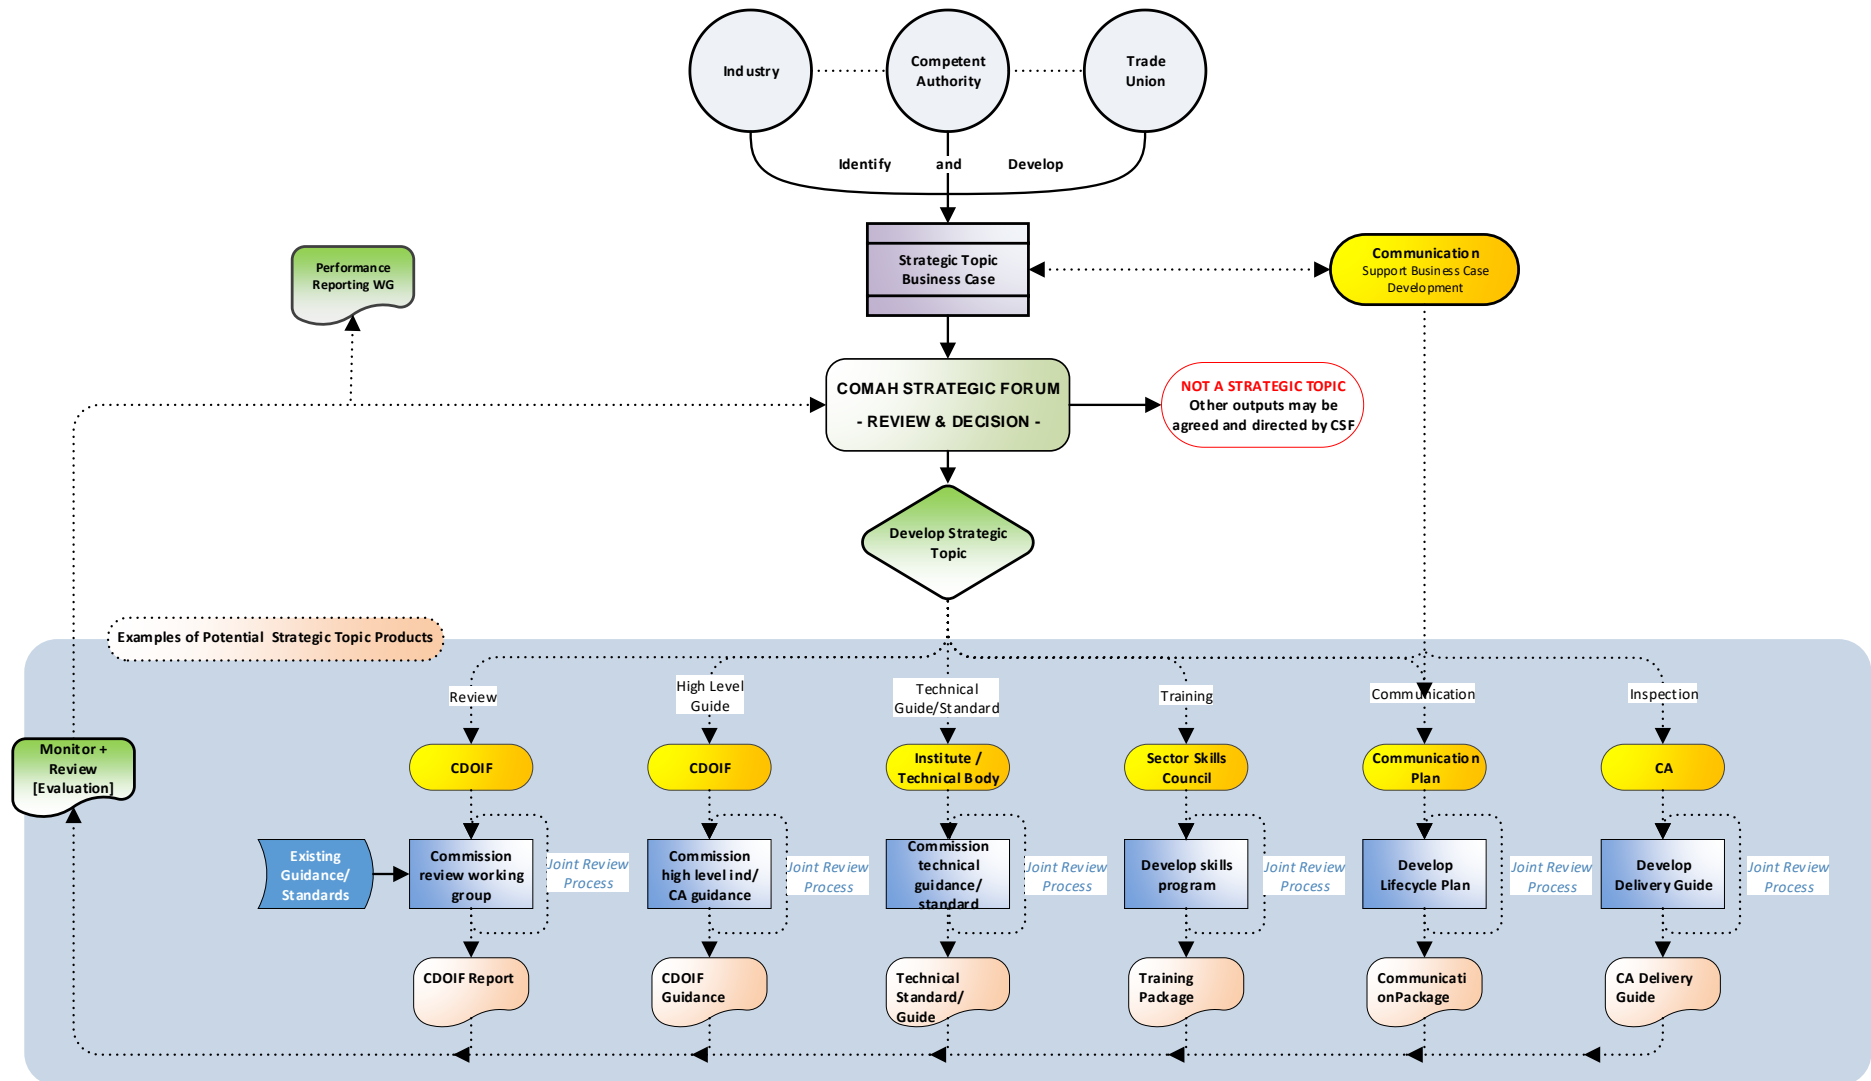 Industry
Competent
Authority
Trade
Union
Identify and Develop
Strategic Topic
Business Case
Communication
Support Business Case
Development
Performance
Reporting WG
COMAH STRATEGIC FORUM
- REVIEW & DECISION -
NOT A STRATEGIC TOPIC
Other outputs may be
agreed and directed by CSF
Develop Strategic
Topic
Examples of Potential Strategic Topic Products
Review
High Level
Guide
Technical
Guide/Standard
Training
Communication
Inspection
Monitor +
Review
[Evaluation]
CDOIF
CDOIF
Institute /
Technical Body
Sector Skills
Council
Communication
Plan
CA
Existing
Guidance/
Standards
Commission
review working
group
Joint Review
Process
Commission
high level ind/
CA guidance
Joint Review
Process
Commission
technical
guidance/
standard
Joint Review
Process
Develop skills
program
Joint Review
Process
Develop
Lifecycle Plan
Joint Review
Process
Develop
Delivery Guide
Joint Review
Process
CDOIF Report
CDOIF
Guidance
Technical
Standard/
Guide
Training
Package
Communicati
onPackage
CA Delivery
Guide